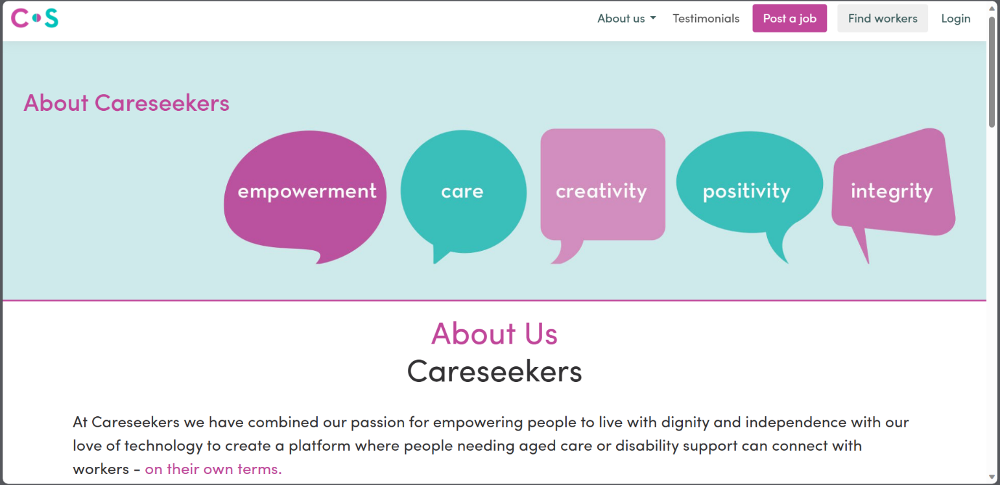 C S
About us
Testimonials
Post a job
Find workers
Login
About Careseekers
empowerment
care
creativity
positivity
integrity
About Us
Careseekers
At Careseekers we have combined our passion for empowering people to live with dignity and independence with our
love of technology to create a platform where people needing aged care or disability support can connect with
workers - on their own terms.